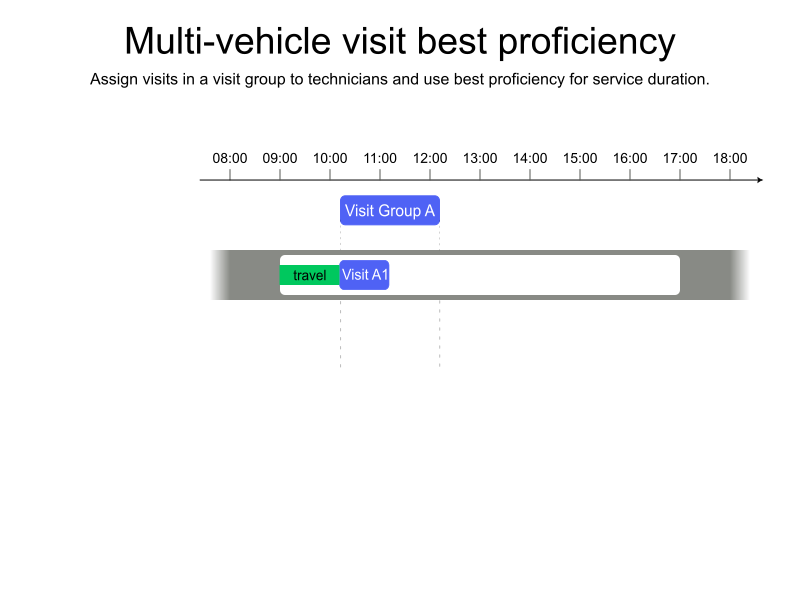 Multi-vehicle visit best proficiency
Assign visits in a visit group to technicians and use best proficiency for service duration.
08:00 09:00 10:00 11:00 12:00 13:00 14:00 15:00 16:00 17:00 18:00
Visit Group A
travel Visit A1